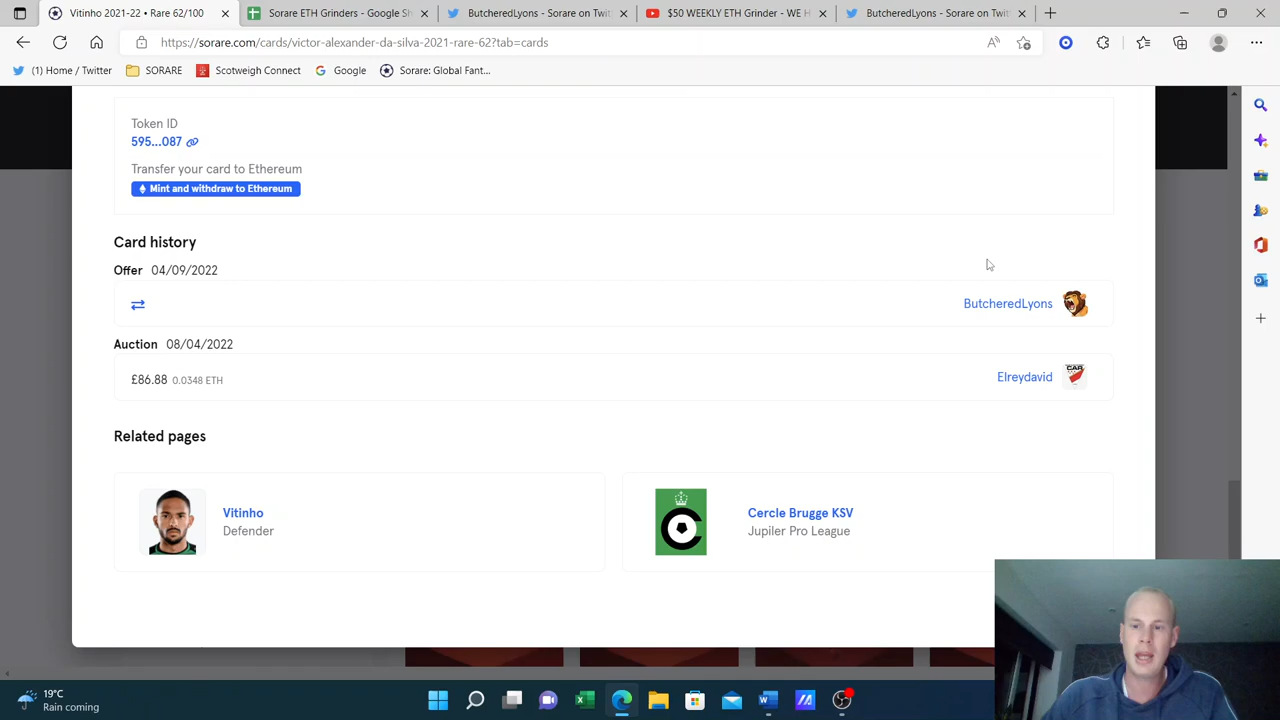 Vitinho 2021-22 • Rare 62/100
Sorare ETH Grinders - Google Sh
ButcheredLyons - Sorare on Twit
$50 WEEKLY ETH Grinder - WE H
ButcheredLyons - Sorare on Twit
https://sorare.com/cards/victor-alexander-da-silva-2021-rare-62?tab=cards
(1) Home / Twitter
SORARE
Scotweigh Connect
Google
Sorare: Global Fant...
Token ID
595...087
Transfer your card to Ethereum
Mint and withdraw to Ethereum
Card history
Offer 04/09/2022
ButcheredLyons
Auction 08/04/2022
£86.88 0.0348 ETH
Elreydavid
Related pages
Vitinho
Defender
Cercle Brugge KSV
Jupiler Pro League
19°C
Rain coming